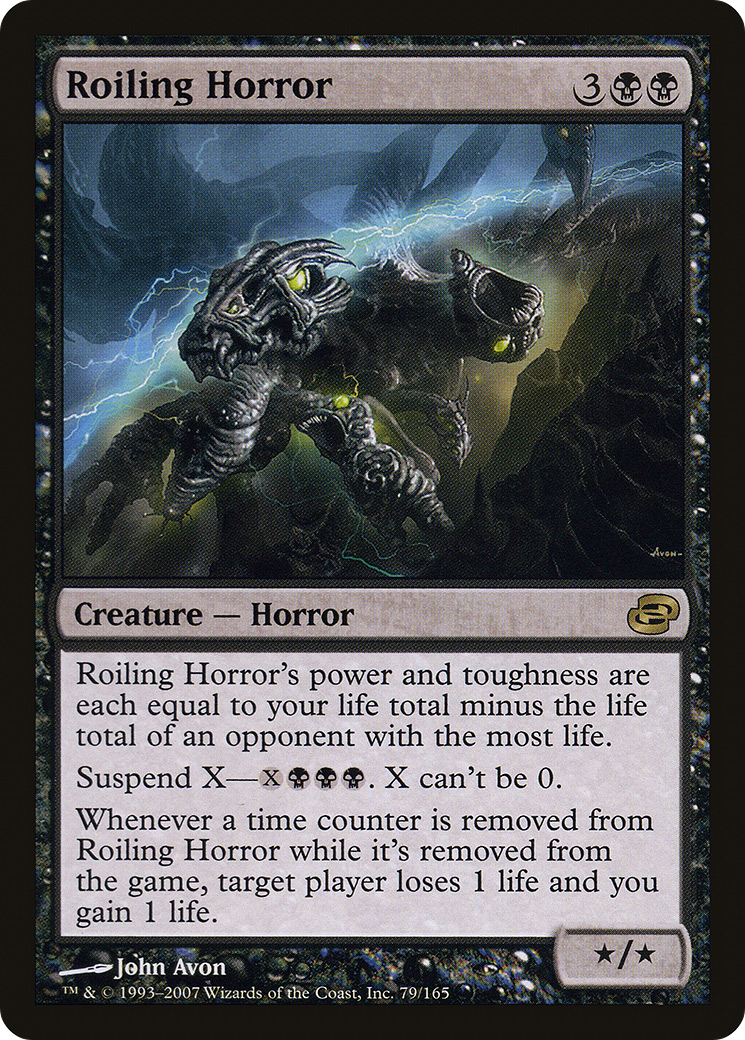 Roiling Horror 3
AVON
Creature — Horror
Roiling Horror's power and toughness are
each equal to your life total minus the life
total of an opponent with the most life.
Suspend X—X. X can't be 0.
Whenever a time counter is removed from
Roiling Horror while it's removed from
the game, target player loses 1 life and you
gain 1 life.
★/★
John Avon
™ & © 1993–2007 Wizards of the Coast, Inc. 79/165